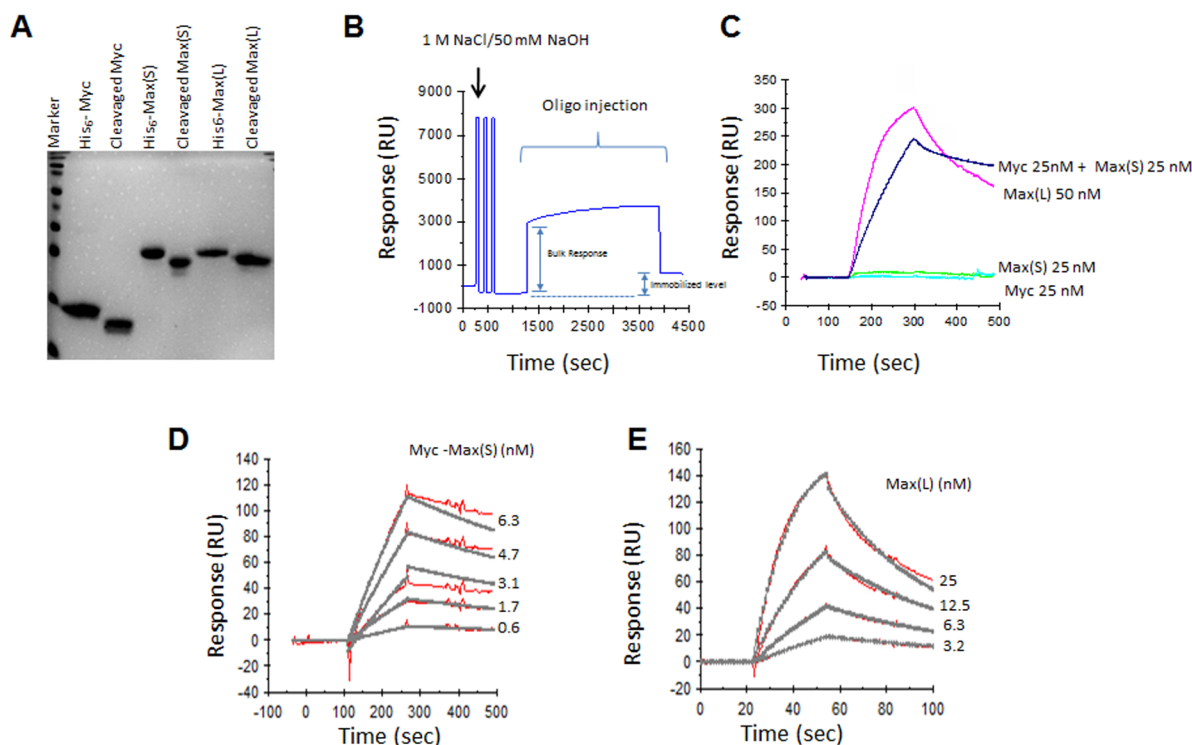 A
Marker
His6- Myc
Cleavaged Myc
His6-Max(S)
Cleavaged Max(S)
His6-Max(L)
Cleavaged Max(L)
B
1 M NaCl/50 mM NaOH
Oligo injection
Bulk Response
Immobilized level
Response (RU)
9000
7000
5000
3000
1000
-1000
0 500 1500 2500 3500 4500
Time (sec)
C
Response (RU)
350
300
250
200
150
100
50
0
-50
0 100 200 300 400 500
Time (sec)
Myc 25nM + Max(S) 25 nM
Max(L) 50 nM
Max(S) 25 nM
Myc 25 nM
D
Myc -Max(S) (nM)
Response (RU)
140
120
100
80
60
40
20
0
-20
-40
6.3
4.7
3.1
1.7
0.6
-100 0 100 200 300 400 500
Time (sec)
E
Max(L) (nM)
Response (RU)
160
140
120
100
80
60
40
20
0
-20
25
12.5
6.3
3.2
0 20 40 60 80 100
Time (sec)